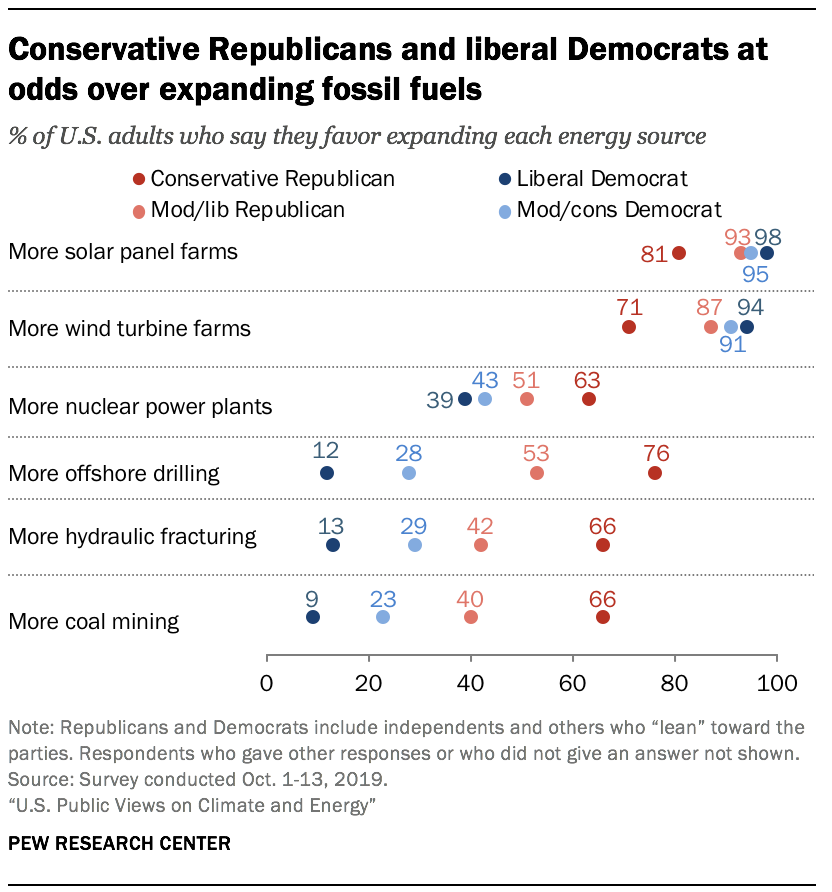 Conservative Republicans and liberal Democrats at
odds over expanding fossil fuels
% of U.S. adults who say they favor expanding each energy source
Conservative Republican
Liberal Democrat
Mod/lib Republican
Mod/cons Democrat
More solar panel farms
81
93
98
95
More wind turbine farms
71
87
94
91
More nuclear power plants
39
43
51
63
More offshore drilling
12
28
53
76
More hydraulic fracturing
13
29
42
66
More coal mining
9
23
40
66
0
20
40
60
80
100
Note: Republicans and Democrats include independents and others who “lean” toward the
parties. Respondents who gave other responses or who did not give an answer not shown.
Source: Survey conducted Oct. 1-13, 2019.
“U.S. Public Views on Climate and Energy”
PEW RESEARCH CENTER